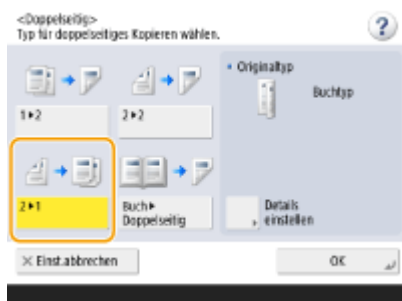 <Doppelseitig>
Typ für doppelseitiges Kopieren wählen.
?
Originaltyp
Buchtyp
1▸2
2▸2
2▸1
Buch▸
Doppelseitig
Details
einstellen
× Einst.abbrechen
OK